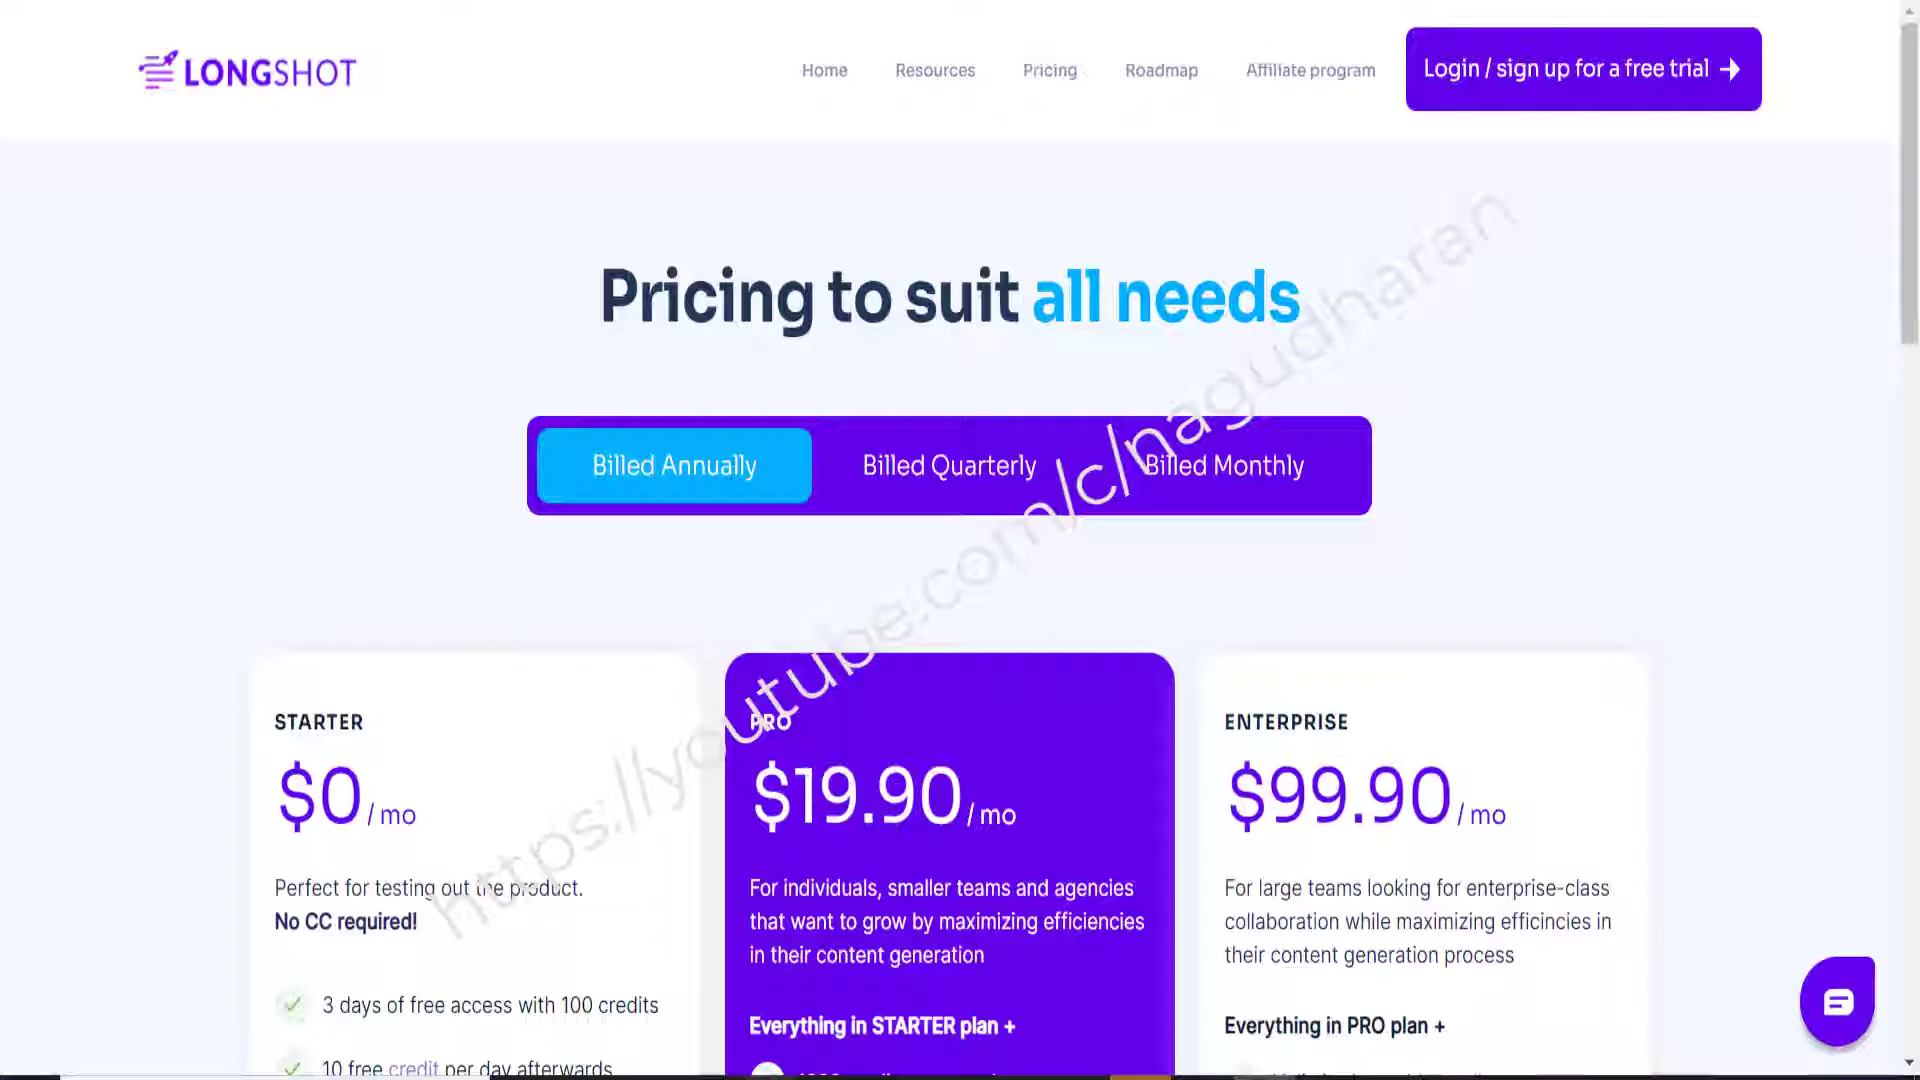 LONGSHOT
Home
Resources
Pricing
Roadmap
Affiliate program
Login / sign up for a free trial
Pricing to suit all needs
Billed Annually
Billed Quarterly
Billed Monthly
https://youtube.com/c/nagudharan
STARTER
$0 / mo
Perfect for testing out the product.
No CC required!
3 days of free access with 100 credits
10 free credit per day afterwards
PRO
$19.90 / mo
For individuals, smaller teams and agencies
that want to grow by maximizing efficiencies
in their content generation
Everything in STARTER plan +
ENTERPRISE
$99.90 / mo
For large teams looking for enterprise-class
collaboration while maximizing efficincies in
their content generation process
Everything in PRO plan +